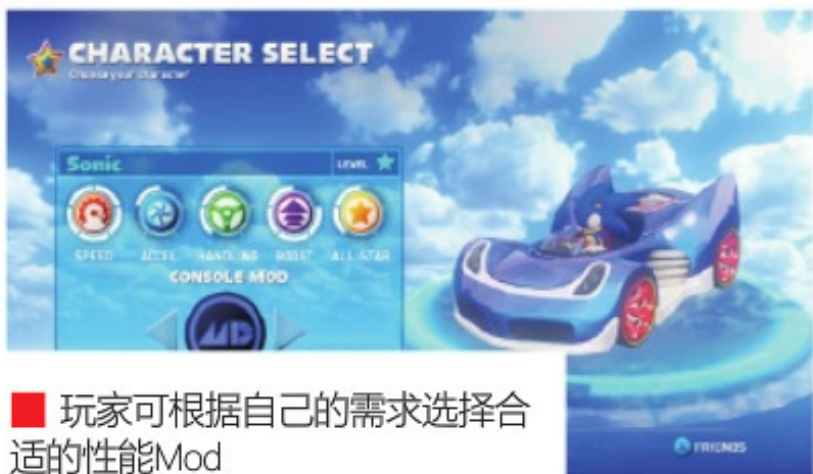 CHARACTER SELECT
Choose your character
Sonic
LEVEL
SPEED ACCEL HANDLING BOOST ALL STAR
CONSOLE MOD
MD
玩家可根据自己的需求选择合
适的性能Mod
FRIENDS